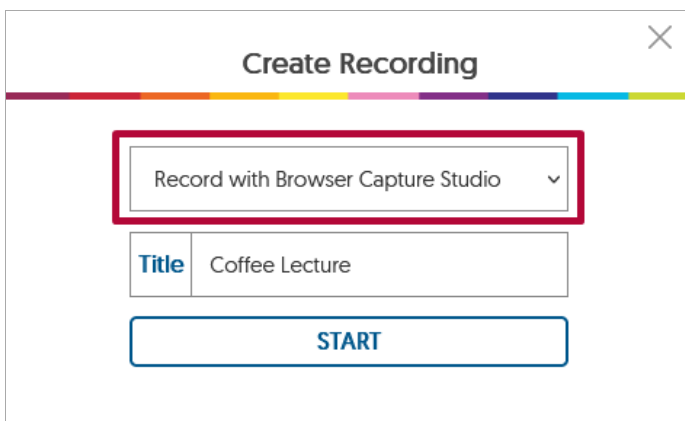 Create Recording
Record with Browser Capture Studio
Title Coffee Lecture
START